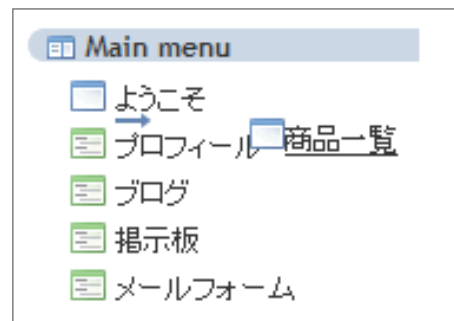 Main menu
ようこそ
プロフィール
商品一覧
ブログ
掲示板
メールフォーム